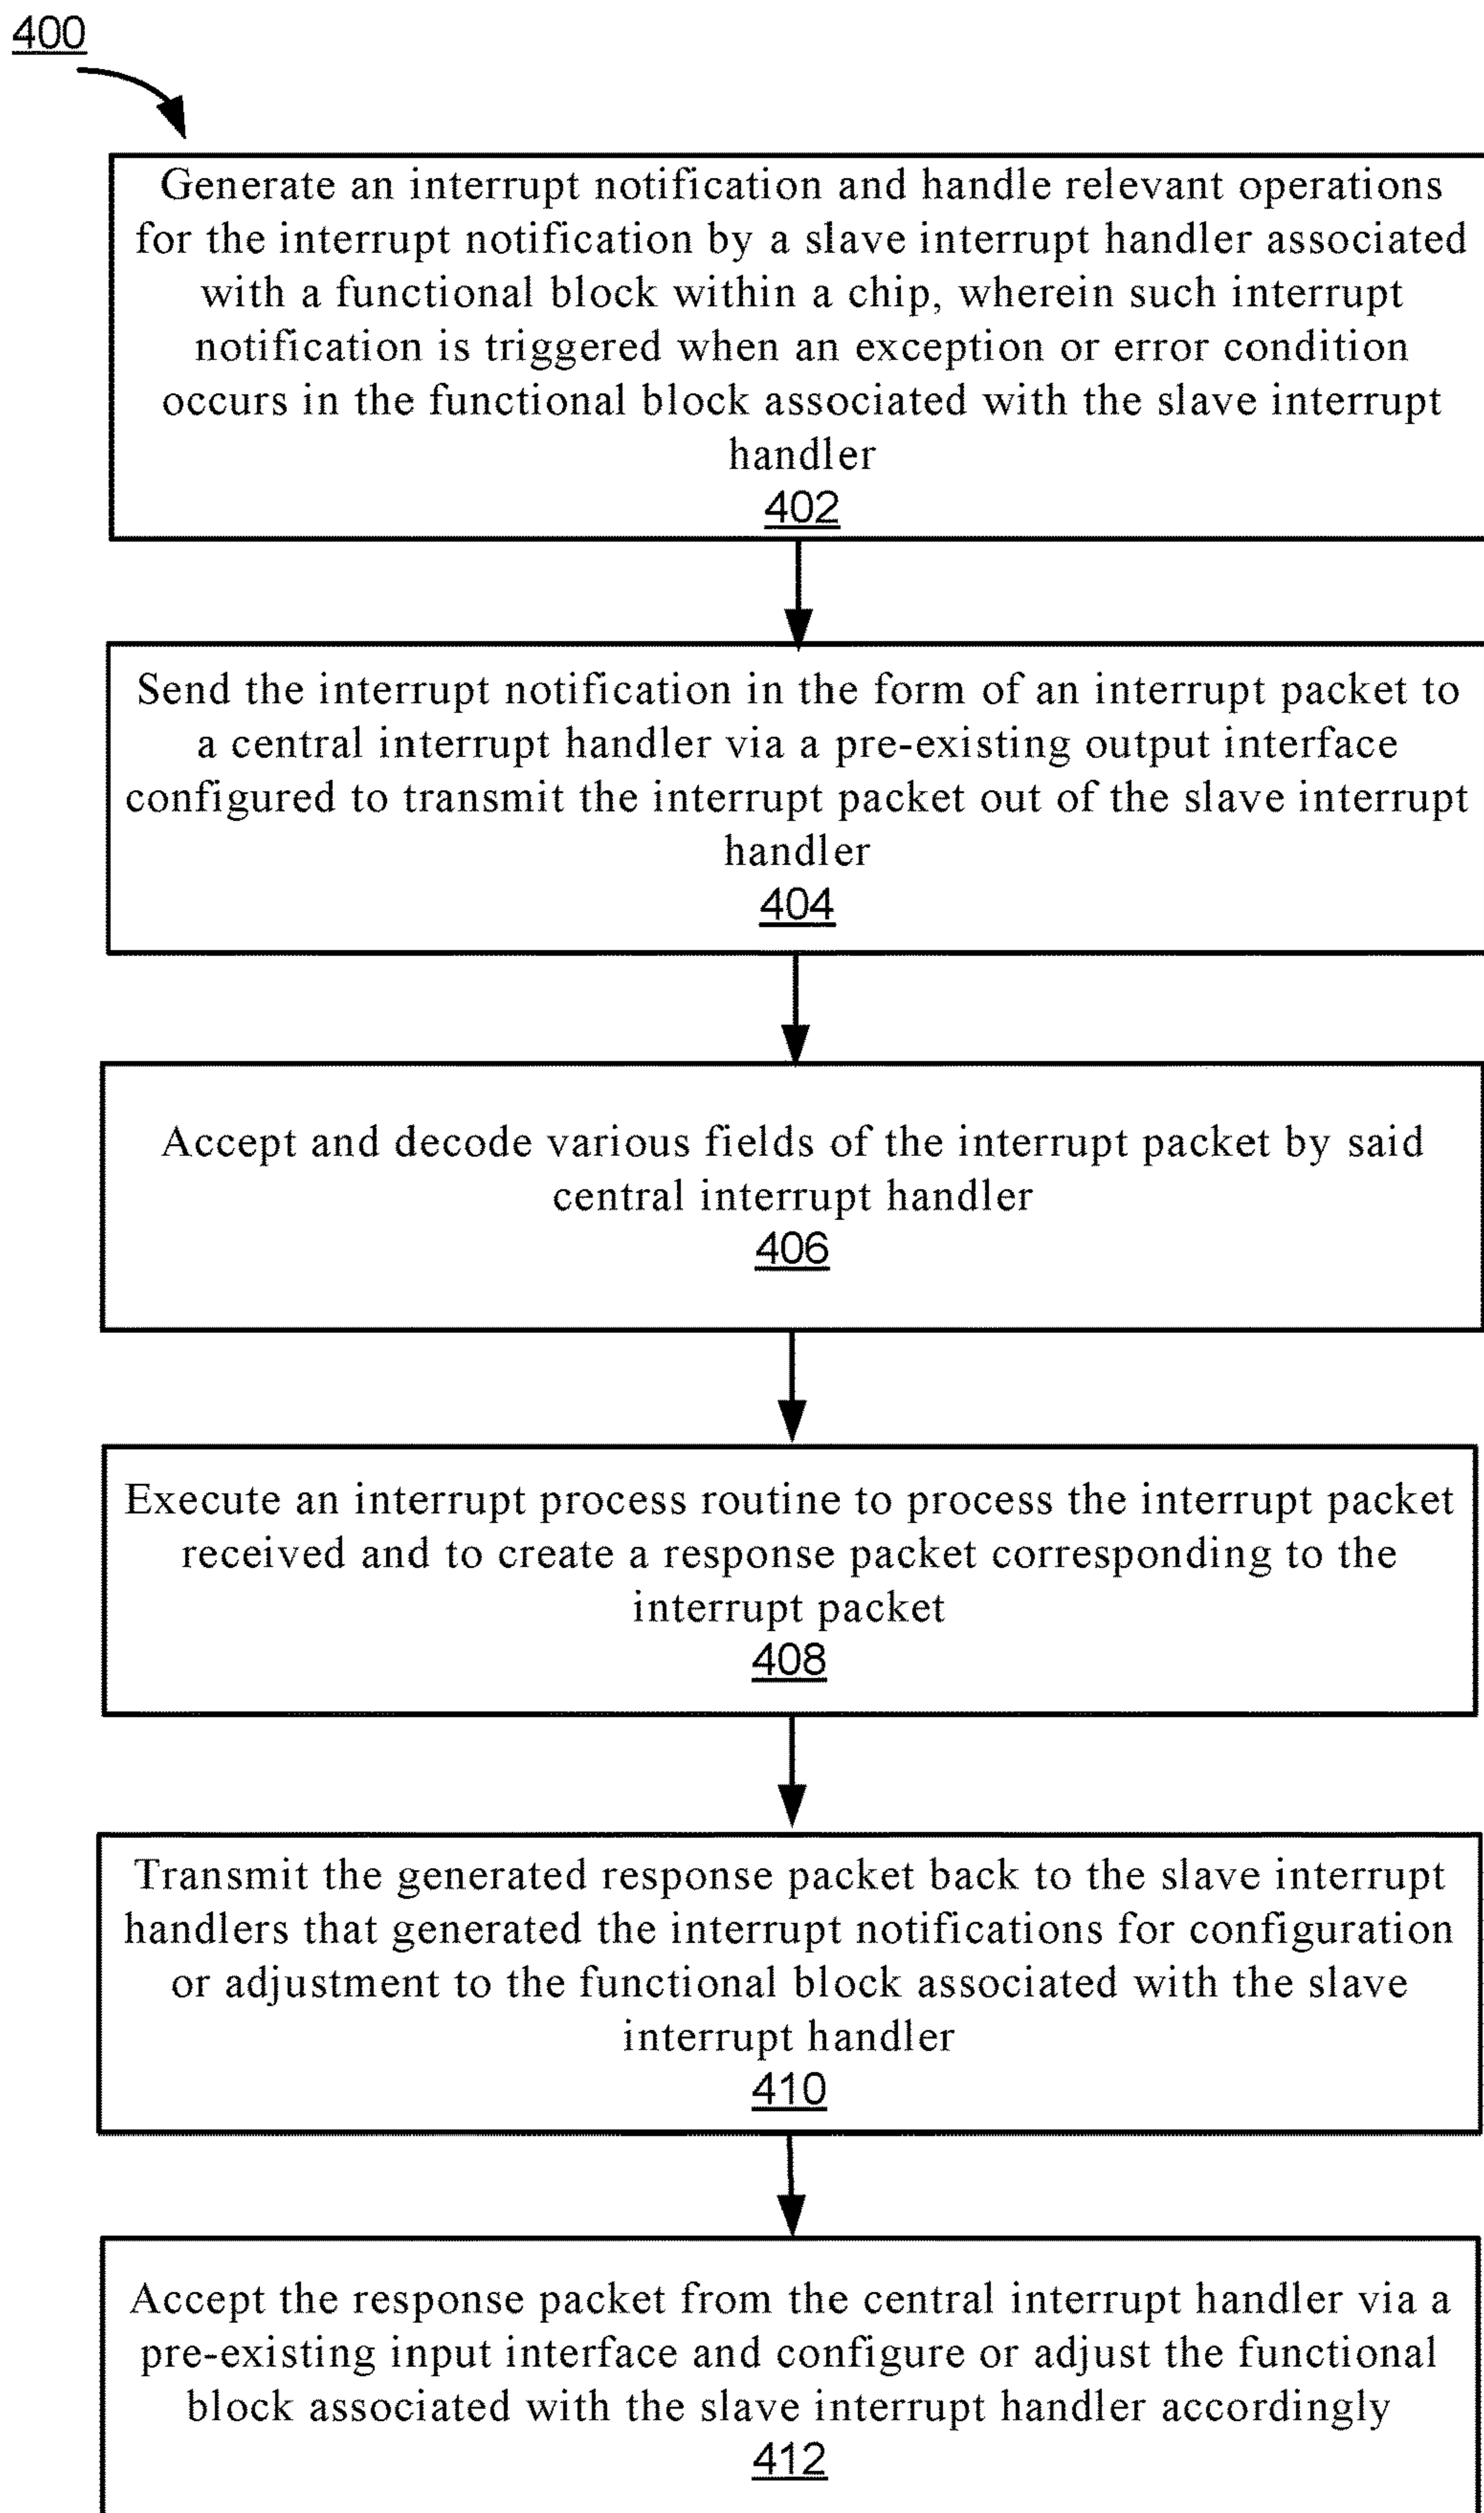 400
Generate an interrupt notification and handle relevant operations
for the interrupt notification by a slave interrupt handler associated
with a functional block within a chip, wherein such interrupt
notification is triggered when an exception or error condition
occurs in the functional block associated with the slave interrupt
handler
402
Send the interrupt notification in the form of an interrupt packet to
a central interrupt handler via a pre-existing output interface
configured to transmit the interrupt packet out of the slave interrupt
handler
404
Accept and decode various fields of the interrupt packet by said
central interrupt handler
406
Execute an interrupt process routine to process the interrupt packet
received and to create a response packet corresponding to the
interrupt packet
408
Transmit the generated response packet back to the slave interrupt
handlers that generated the interrupt notifications for configuration
or adjustment to the functional block associated with the slave
interrupt handler
410
Accept the response packet from the central interrupt handler via a
pre-existing input interface and configure or adjust the functional
block associated with the slave interrupt handler accordingly
412